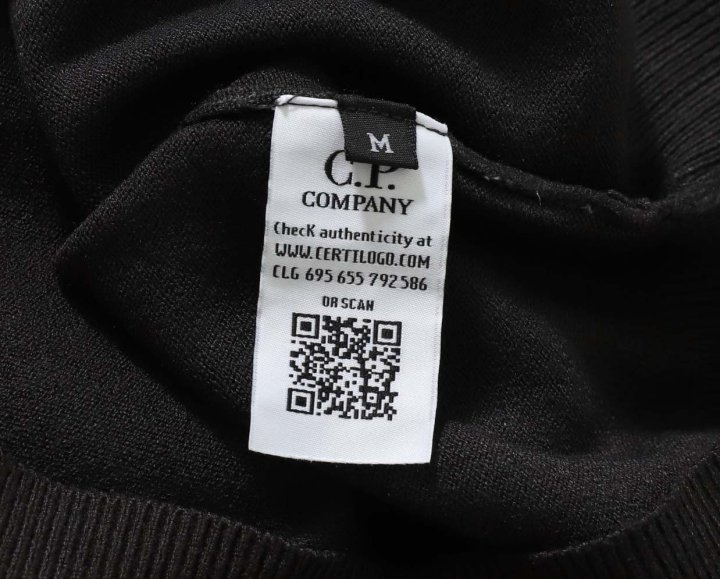 M
C.P.
COMPANY
ChecK authenticity at
WWW.CERTILOGO.COM
CLG 695 655 792 586
OR SCAN